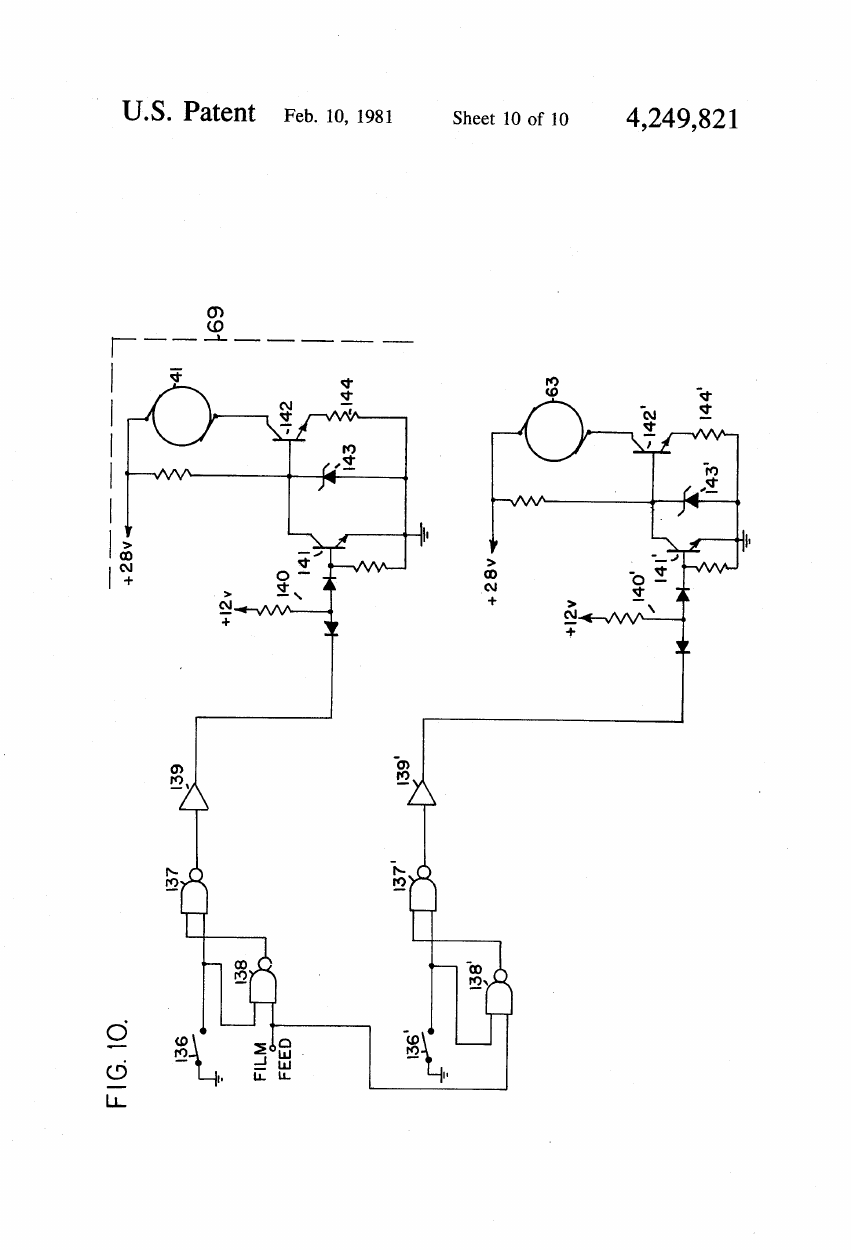 U.S. Patent Feb. 10, 1981 Sheet 10 of 10 4,249,821
FIG. 10.
69
+28v
41
142
144
143
141
140
+12v
139
137
138
136
FILM
FEED
+28v
63
142'
144'
143'
141'
140'
+12v
139'
137'
138'
136'